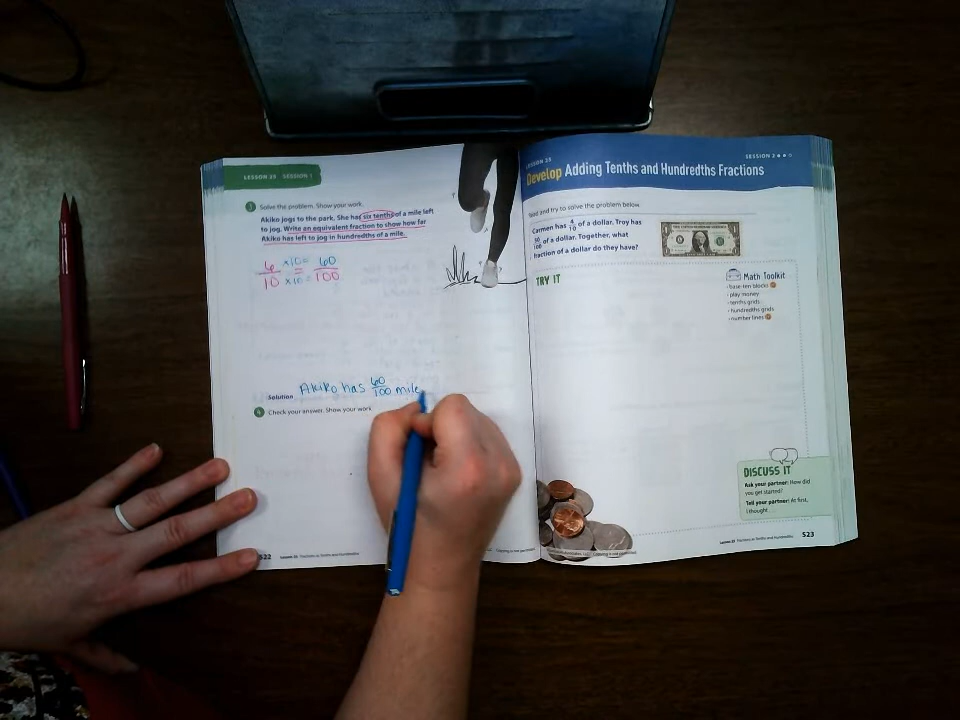 LESSON 25 SESSION 1
3 Solve the problem. Show your work.
Akiko jogs to the park. She has six tenths of a mile left
to jog. Write an equivalent fraction to show how far
Akiko has left to jog in hundredths of a mile.
6 x10= 60
— = —
10 x10= 100
Solution Akiko has 60/100 mile
4 Check your answer. Show your work.
522
SESSION 2
Develop Adding Tenths and Hundredths Fractions
Read and try to solve the problem below.
Carmen has 4/10 of a dollar. Troy has
50/100 of a dollar. Together, what
fraction of a dollar do they have?
TRY IT
Math Toolkit
• base-ten blocks
• play money
• tenths grids
• hundredths grids
• number lines
DISCUSS IT
Ask your partner: How did
you get started?
Tell your partner: At first,
I thought . . .
523